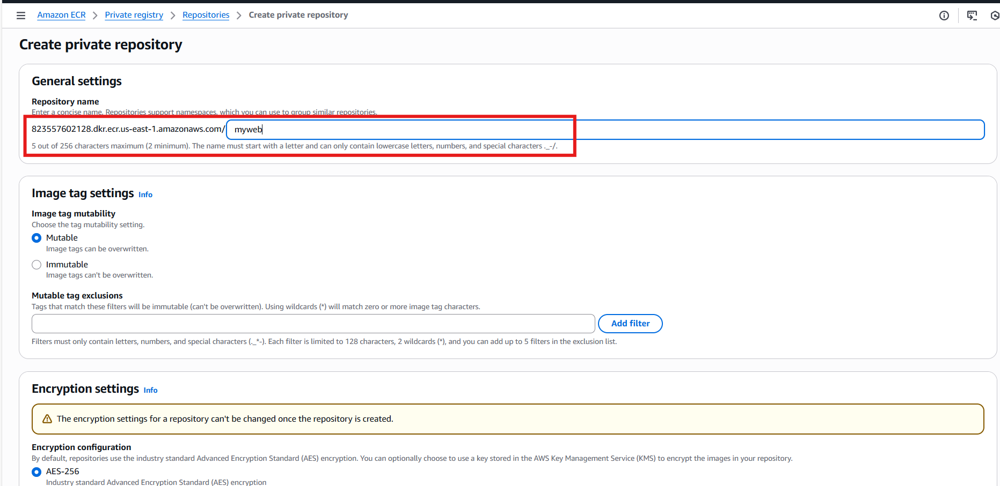 Amazon ECR > Private registry > Repositories > Create private repository
Create private repository
General settings
Repository name
Enter a concise name. Repositories support namespaces, which you can use to group similar repositories.
823557602128.dkr.ecr.us-east-1.amazonaws.com/ myweb
5 out of 256 characters maximum (2 minimum). The name must start with a letter and can only contain lowercase letters, numbers, and special characters ._-/.
Image tag settings Info
Image tag mutability
Choose the tag mutability setting.
Mutable
Image tags can be overwritten.
Immutable
Image tags can't be overwritten.
Mutable tag exclusions
Tags that match these filters will be immutable (can't be overwritten). Using wildcards (*) will match zero or more image tag characters.
Add filter
Filters must only contain letters, numbers, and special characters (._*-). Each filter is limited to 128 characters, 2 wildcards (*), and you can add up to 5 filters in the exclusion list.
Encryption settings Info
The encryption settings for a repository can't be changed once the repository is created.
Encryption configuration
By default, repositories use the industry standard Advanced Encryption Standard (AES) encryption. You can optionally choose to use a key stored in the AWS Key Management Service (KMS) to encrypt the images in your repository.
AES-256
Industry standard Advanced Encryption Standard (AES) encryption